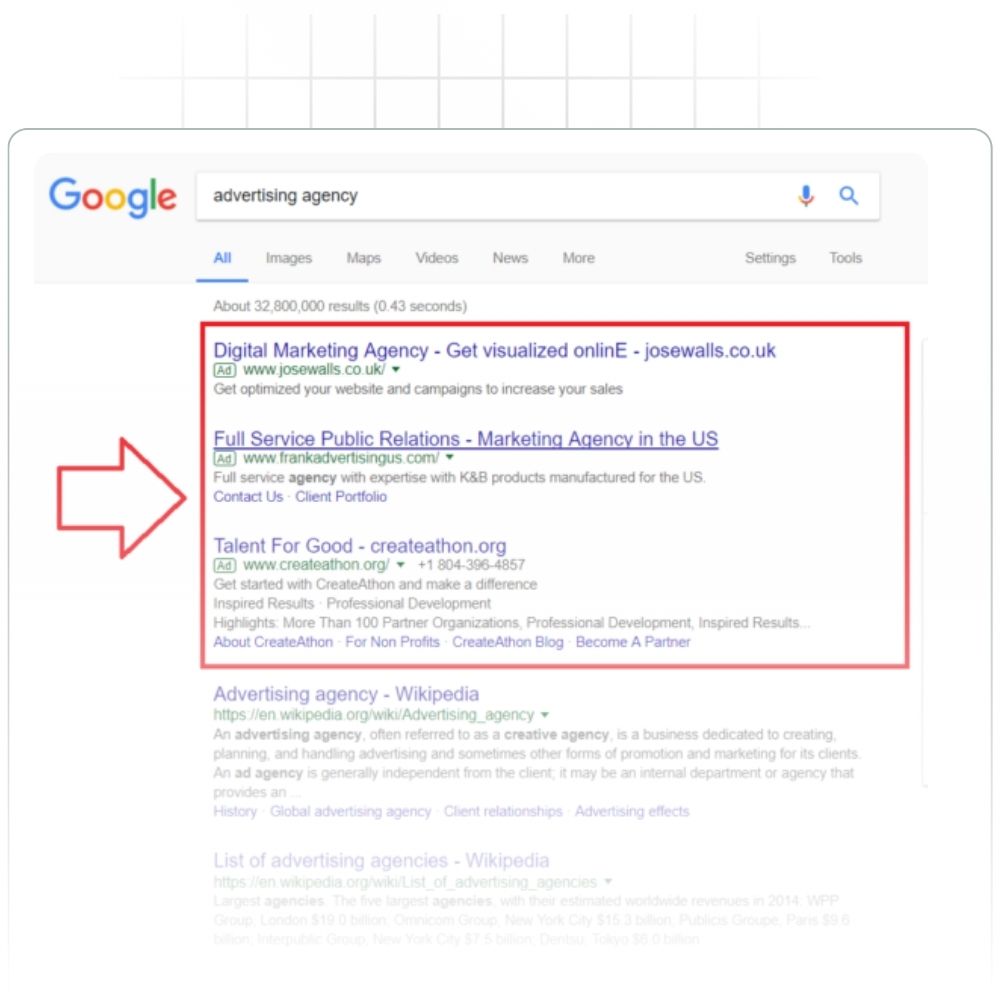 Google
advertising agency
All Images Maps Videos News More Settings Tools
About 32,800,000 results (0.43 seconds)
Digital Marketing Agency - Get visualized onlinE - josewalls.co.uk
Ad www.josewalls.co.uk/
Get optimized your website and campaigns to increase your sales
Full Service Public Relations - Marketing Agency in the US
Ad www.frankadvertisingus.com/
Full service agency with expertise with K&B products manufactured for the US.
Contact Us · Client Portfolio
Talent For Good - createathon.org
Ad www.createathon.org/ +1 804-396-4857
Get started with CreateAthon and make a difference
Inspired Results · Professional Development
Highlights: More Than 100 Partner Organizations, Professional Development, Inspired Results...
About CreateAthon · For Non Profits · CreateAthon Blog · Become A Partner
Advertising agency - Wikipedia
https://en.wikipedia.org/wiki/Advertising_agency
An advertising agency, often referred to as a creative agency, is a business dedicated to creating,
planning, and handling advertising and sometimes other forms of promotion and marketing for its clients.
An ad agency is generally independent from the client; it may be an internal department or agency that
provides an ...
History · Global advertising agency · Client relationships · Advertising effects
List of advertising agencies - Wikipedia
https://en.wikipedia.org/wiki/List_of_advertising_agencies
Largest agencies. The five largest agencies, with their estimated worldwide revenues in 2014: WPP
Group, London $19.0 billion; Omnicom Group, New York City $15.3 billion; Publicis Groupe, Paris $9.6
billion; Interpublic Group, New York City $7.5 billion; Dentsu, Tokyo $6.0 billion